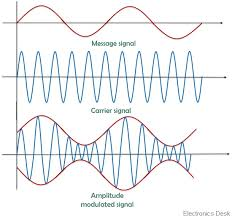 Message signal
Carrier signal
Amplitude
modulated signal
Electronics Desk